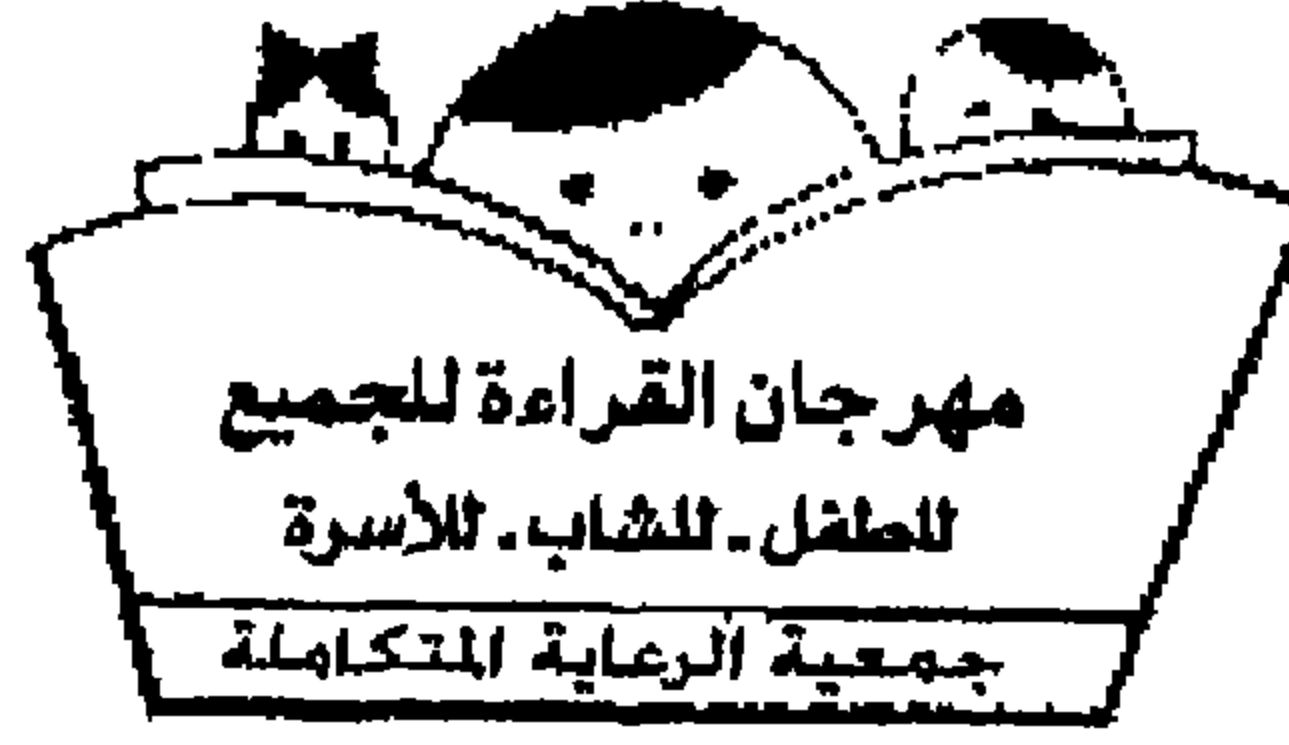 مهرجان القراءة للجميع
للطفل . للشاب . للأسرة
جمعية الرعاية المتكاملة